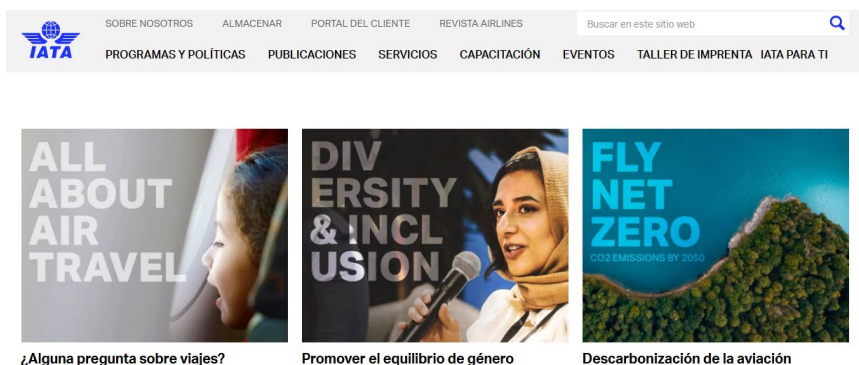 SOBRE NOSOTROS ALMACENAR PORTAL DEL CLIENTE REVISTA AIRLINES Buscar en este sitio web
IATA
PROGRAMAS Y POLÍTICAS PUBLICACIONES SERVICIOS CAPACITACIÓN EVENTOS TALLER DE IMPRENTA IATA PARA TI
ALL
ABOUT
AIR
TRAVEL
¿Alguna pregunta sobre viajes?
DIV
ERSITY
& INCL
USION
Promover el equilibrio de género
FLY
NET
ZERO
CO2 EMISSIONS BY 2050
Descarbonización de la aviación